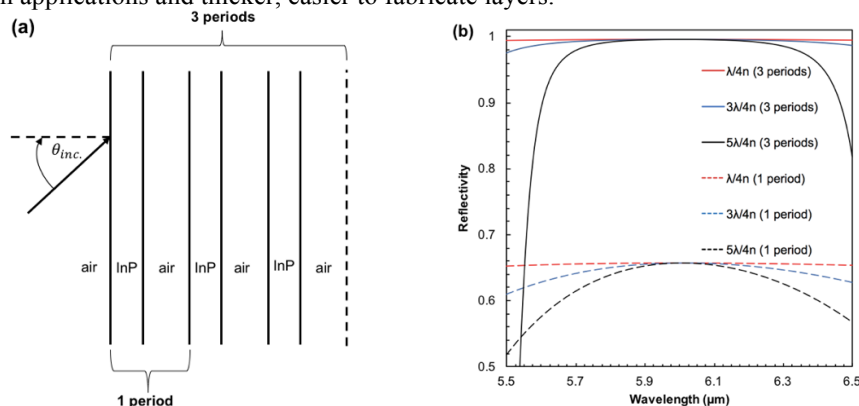 n applications and thicker, easier to fabricate layers.
(a)
3 periods
θinc.
air InP air InP air InP air
1 period
(b)
1
0.9
0.8
0.7
0.6
0.5
Reflectivity
λ/4n (3 periods)
3λ/4n (3 periods)
5λ/4n (3 periods)
λ/4n (1 period)
3λ/4n (1 period)
5λ/4n (1 period)
5.5 5.7 5.9 6.1 6.3 6.5
Wavelength (μm)